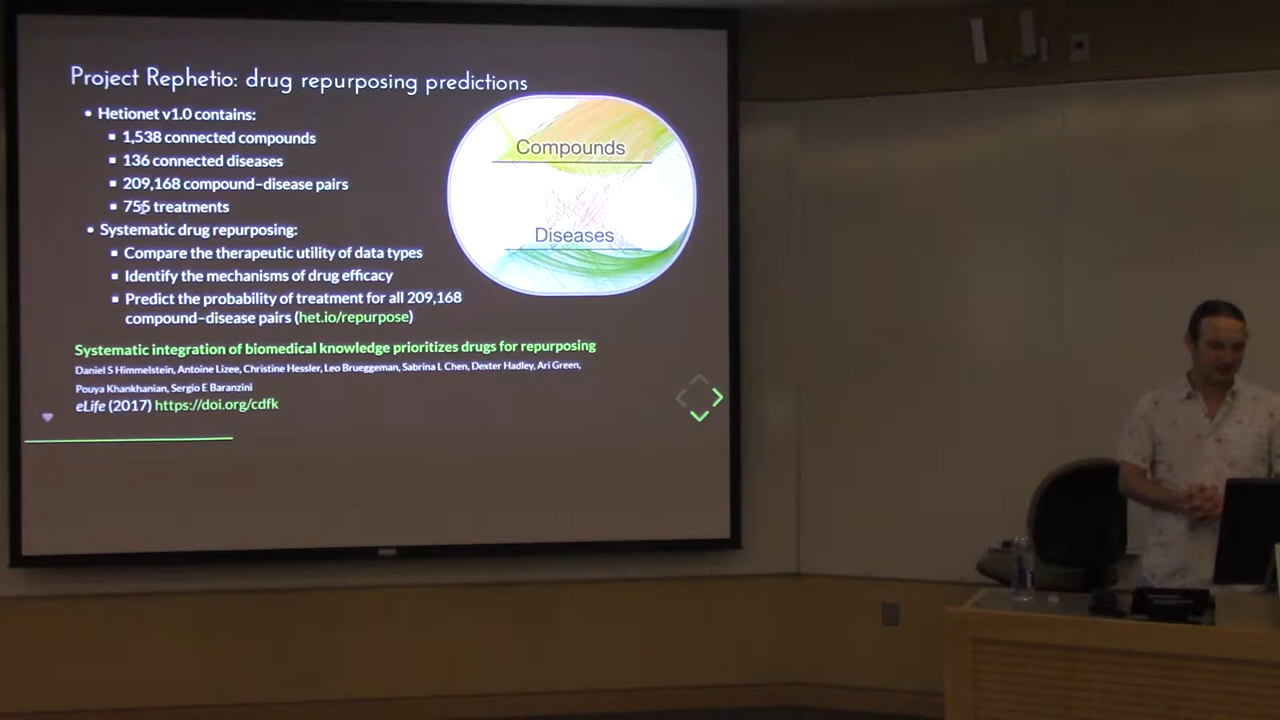 Project Rephetio: drug repurposing predictions
• Hetionet v1.0 contains:
▪ 1,538 connected compounds
▪ 136 connected diseases
▪ 209,168 compound–disease pairs
▪ 755 treatments
• Systematic drug repurposing:
▪ Compare the therapeutic utility of data types
▪ Identify the mechanisms of drug efficacy
▪ Predict the probability of treatment for all 209,168
compound–disease pairs (het.io/repurpose)
Compounds
Diseases
Systematic integration of biomedical knowledge prioritizes drugs for repurposing
Daniel S Himmelstein, Antoine Lizee, Christine Hessler, Leo Brueggeman, Sabrina L Chen, Dexter Hadley, Ari Green,
Pouya Khankhanian, Sergio E Baranzini
eLife (2017) https://doi.org/cdfk